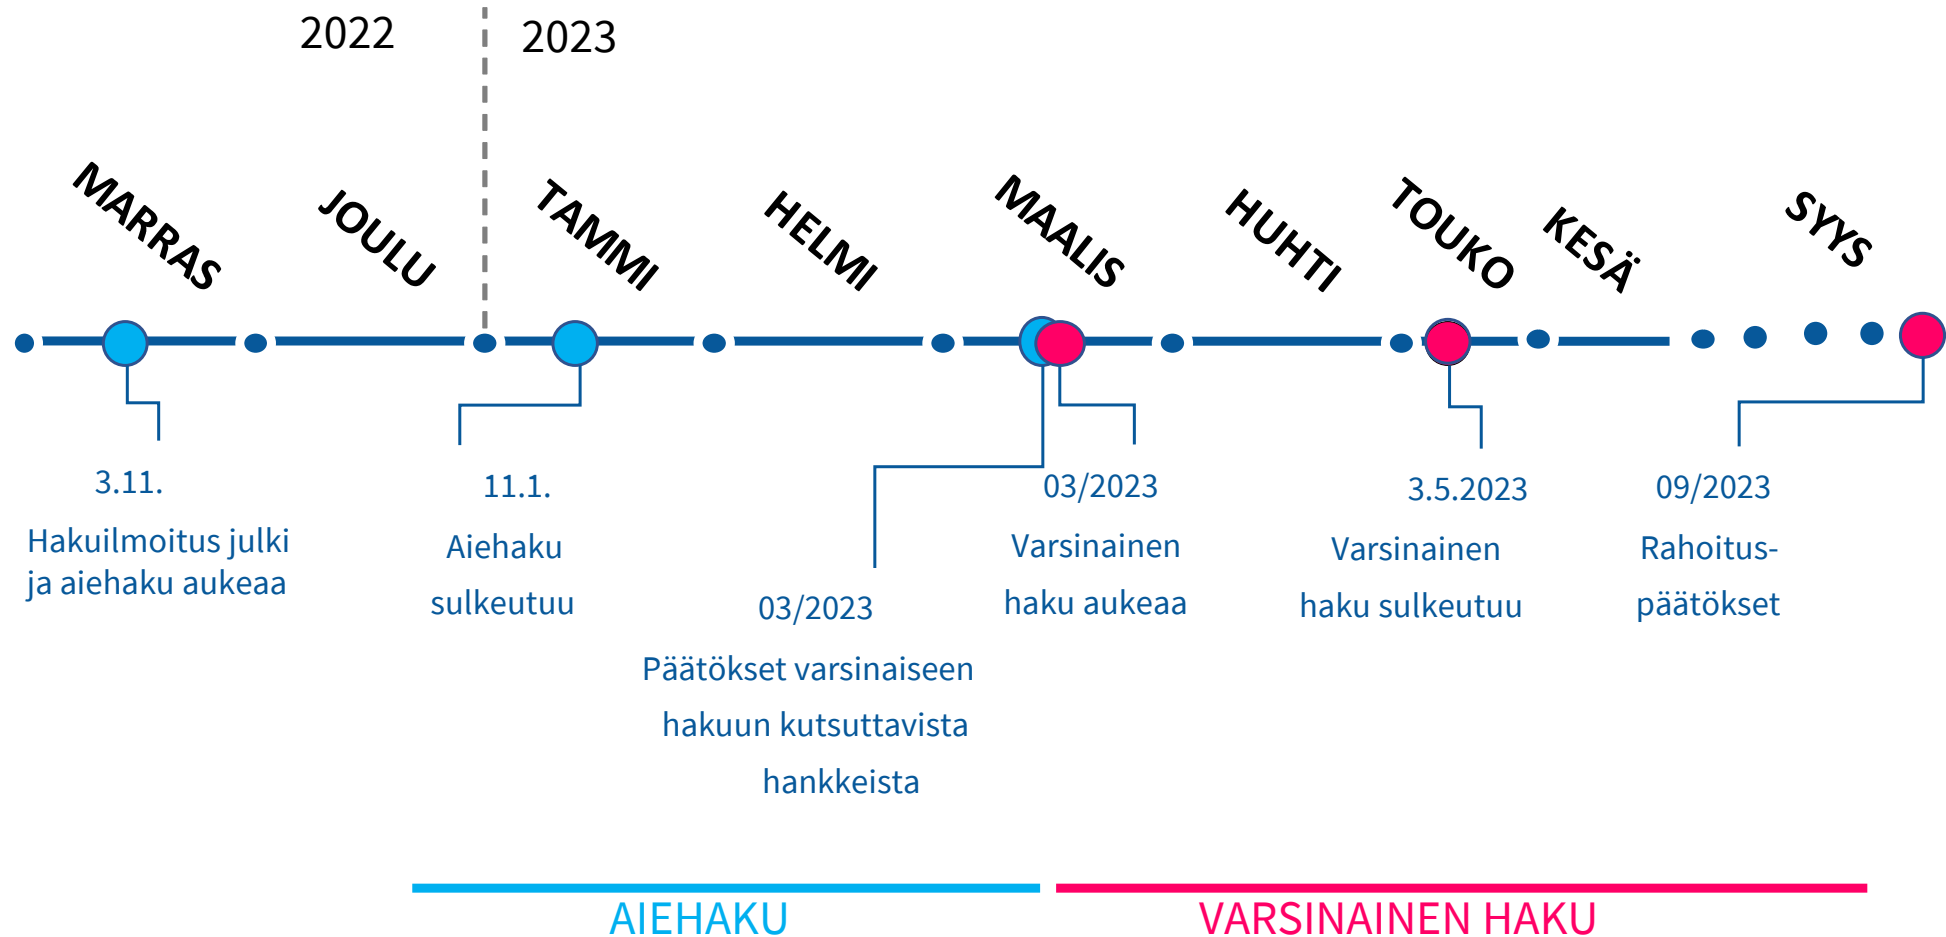 2022
2023
MARRAS
JOULU
TAMMI
HELMI
MAALIS
HUHTI
TOUKO
KESÄ
SYYS
3.11.
Hakuilmoitus julki
ja aiehaku aukeaa
11.1.
Aiehaku
sulkeutuu
03/2023
Päätökset varsinaiseen
hakuun kutsuttavista
hankkeista
03/2023
Varsinainen
haku aukeaa
3.5.2023
Varsinainen
haku sulkeutuu
09/2023
Rahoitus-
päätökset
AIEHAKU
VARSINAINEN HAKU